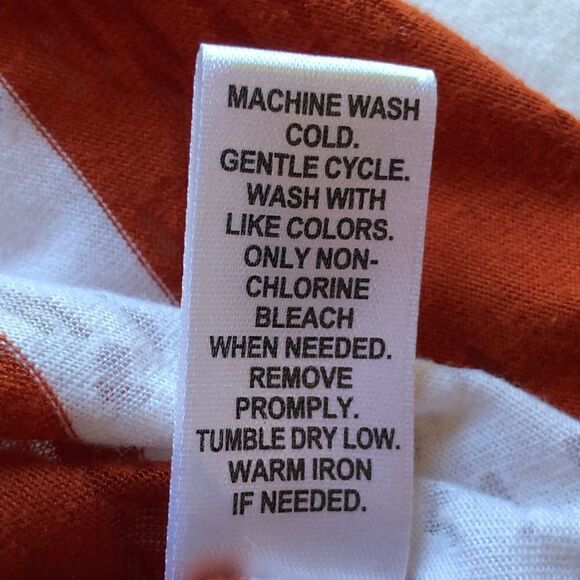 MACHINE WASH
COLD.
GENTLE CYCLE.
WASH WITH
LIKE COLORS.
ONLY NON-
CHLORINE
BLEACH
WHEN NEEDED.
REMOVE
PROMPLY.
TUMBLE DRY LOW.
WARM IRON
IF NEEDED.